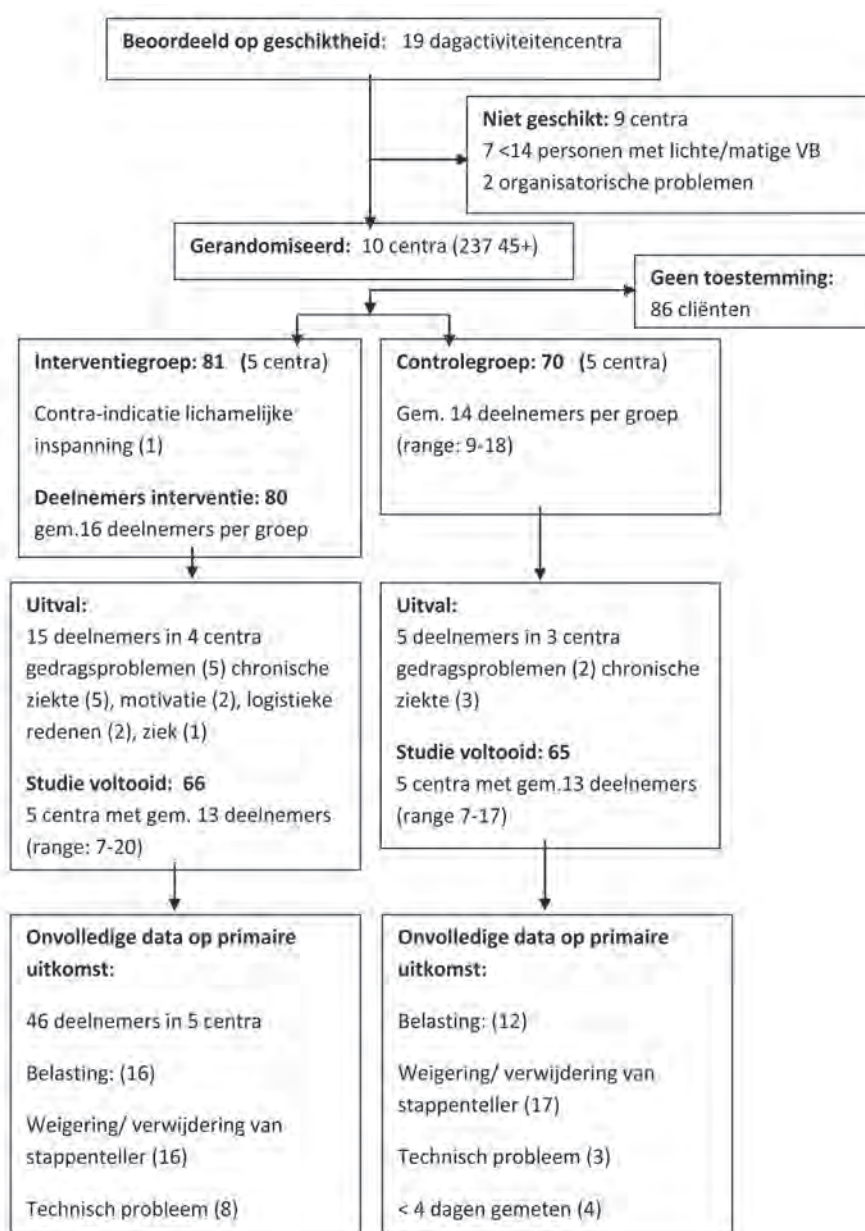 Beoordeeld op geschiktheid: 19 dagactiviteitencentra
Niet geschikt: 9 centra
7 <14 personen met lichte/matige VB
2 organisatorische problemen
Gerandomiseerd: 10 centra (237 45+)
Geen toestemming:
86 cliënten
Interventiegroep: 81 (5 centra)
Contra-indicatie lichamelijke
inspanning (1)
Deelnemers interventie: 80
gem.16 deelnemers per groep
Controlegroep: 70 (5 centra)
Gem. 14 deelnemers per groep
(range: 9-18)
Uitval:
15 deelnemers in 4 centra
gedragsproblemen (5) chronische
ziekte (5), motivatie (2), logistieke
redenen (2), ziek (1)
Studie voltooid: 66
5 centra met gem. 13 deelnemers
(range: 7-20)
Uitval:
5 deelnemers in 3 centra
gedragsproblemen (2) chronische
ziekte (3)
Studie voltooid: 65
5 centra met gem.13 deelnemers
(range 7-17)
Onvolledige data op primaire
uitkomst:
46 deelnemers in 5 centra
Belasting: (16)
Weigering/ verwijdering van
stappenteller (16)
Technisch probleem (8)
Onvolledige data op primaire
uitkomst:
Belasting: (12)
Weigering/ verwijdering van
stappenteller (17)
Technisch probleem (3)
< 4 dagen gemeten (4)